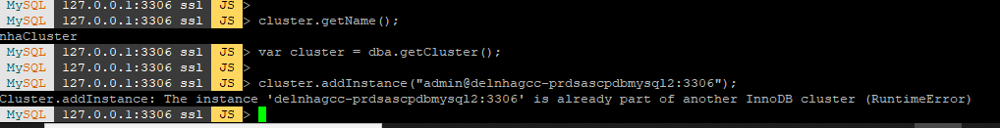 MySQL 127.0.0.1:3306 ssl JS >
MySQL 127.0.0.1:3306 ssl JS > cluster.getName();
nhaCluster
MySQL 127.0.0.1:3306 ssl JS > var cluster = dba.getCluster();
MySQL 127.0.0.1:3306 ssl JS >
MySQL 127.0.0.1:3306 ssl JS > cluster.addInstance("admin@delnhagcc-prdsascpdbmysql2:3306");
Cluster.addInstance: The instance 'delnhagcc-prdsascpdbmysql2:3306' is already part of another InnoDB cluster (RuntimeError)
MySQL 127.0.0.1:3306 ssl JS >